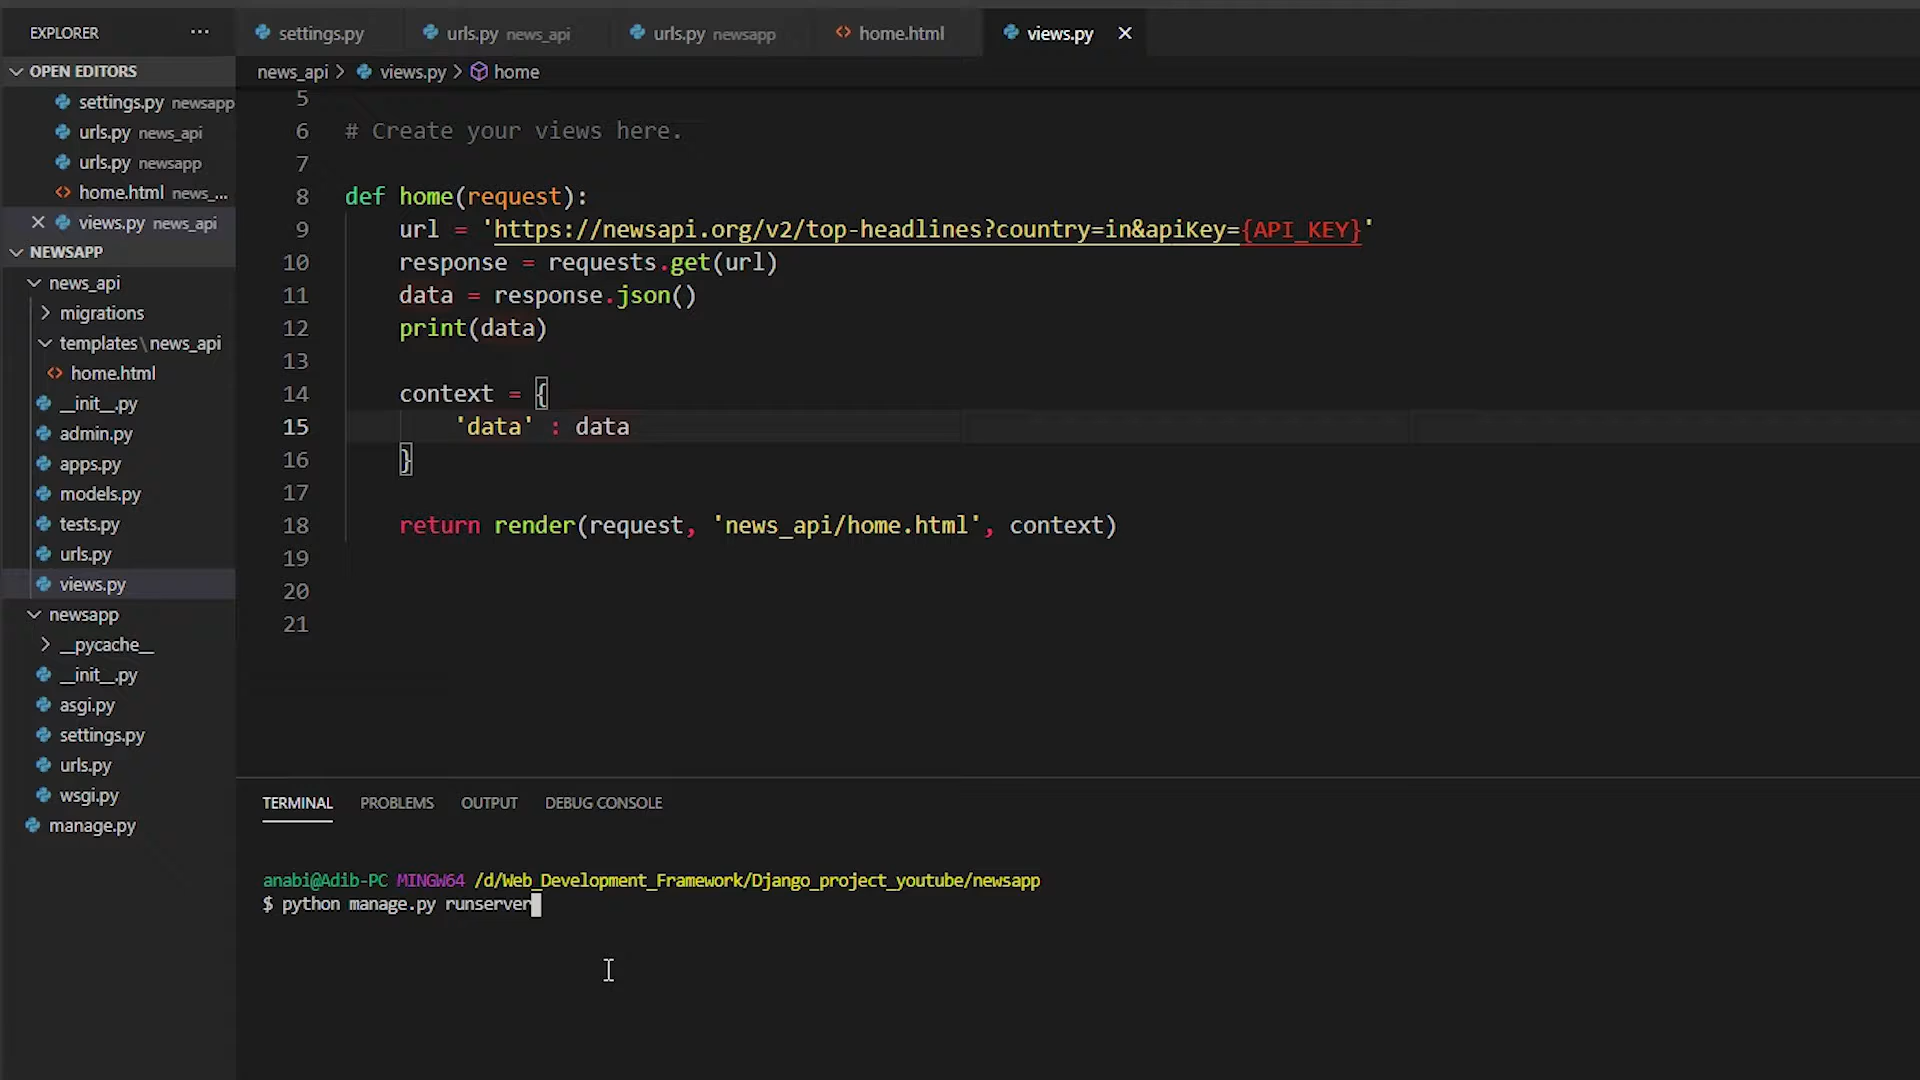 EXPLORER ...
OPEN EDITORS
settings.py newsapp
urls.py news_api
urls.py newsapp
home.html news_...
views.py news_api
NEWSAPP
news_api
migrations
templates\news_api
home.html
__init__.py
admin.py
apps.py
models.py
tests.py
urls.py
views.py
newsapp
__pycache__
__init__.py
asgi.py
settings.py
urls.py
wsgi.py
manage.py
settings.py urls.py news_api urls.py newsapp home.html views.py
news_api > views.py > home
5
6 # Create your views here.
7
8 def home(request):
9 url = 'https://newsapi.org/v2/top-headlines?country=in&apiKey={API_KEY}'
10 response = requests.get(url)
11 data = response.json()
12 print(data)
13
14 context = {
15 'data' : data
16 }
17
18 return render(request, 'news_api/home.html', context)
19
20
21
TERMINAL PROBLEMS OUTPUT DEBUG CONSOLE
anabi@Adib-PC MINGW64 /d/Web_Development_Framework/Django_project_youtube/newsapp
$ python manage.py runserver